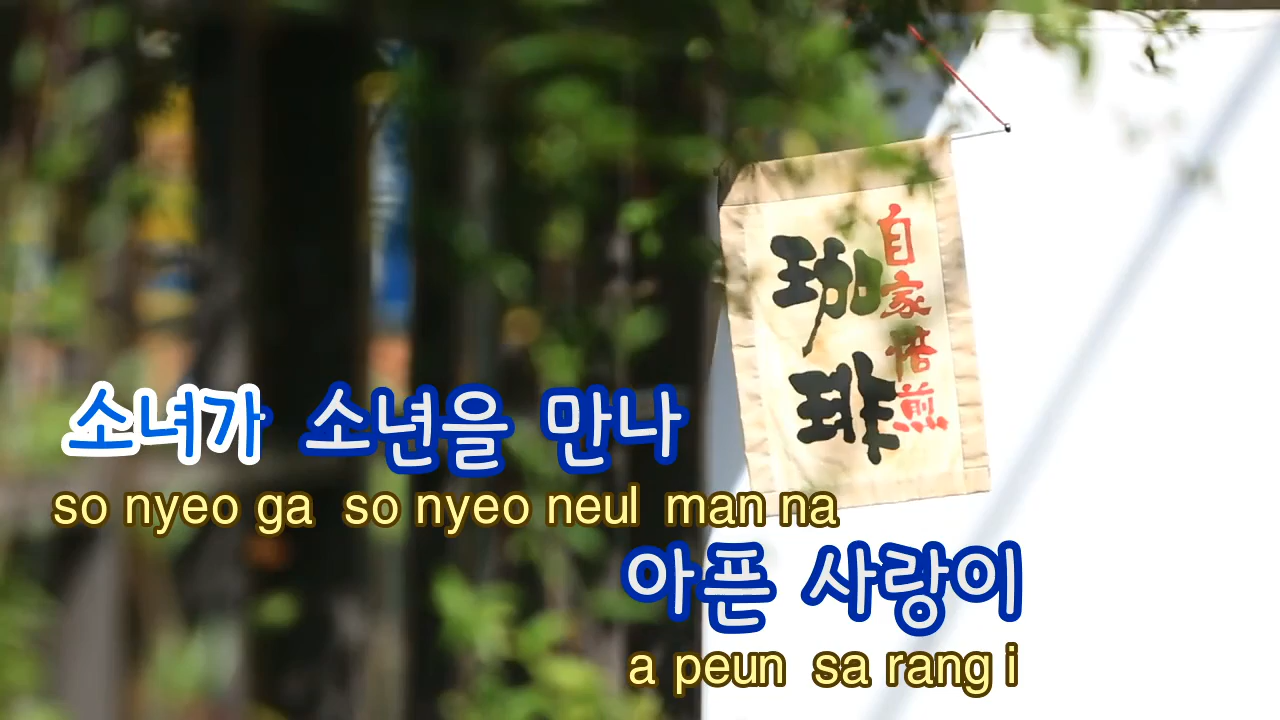 自家焙煎
珈琲
소녀가 소년을 만나
so nyeo ga so nyeo neul man na
아픈 사랑이
a peun sa rang i